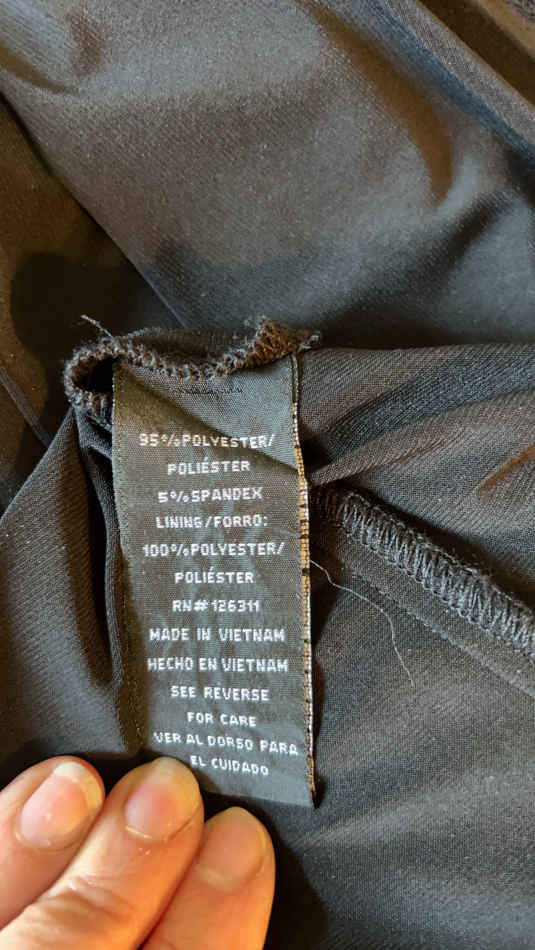 95%POLYESTER/
POLIÉSTER
5%SPANDEX
LINING/FORRO:
100%POLYESTER/
POLIÉSTER
RN# 126311
MADE IN VIETNAM
HECHO EN VIETNAM
SEE REVERSE
FOR CARE
VER AL DORSO PARA
EL CUIDADO